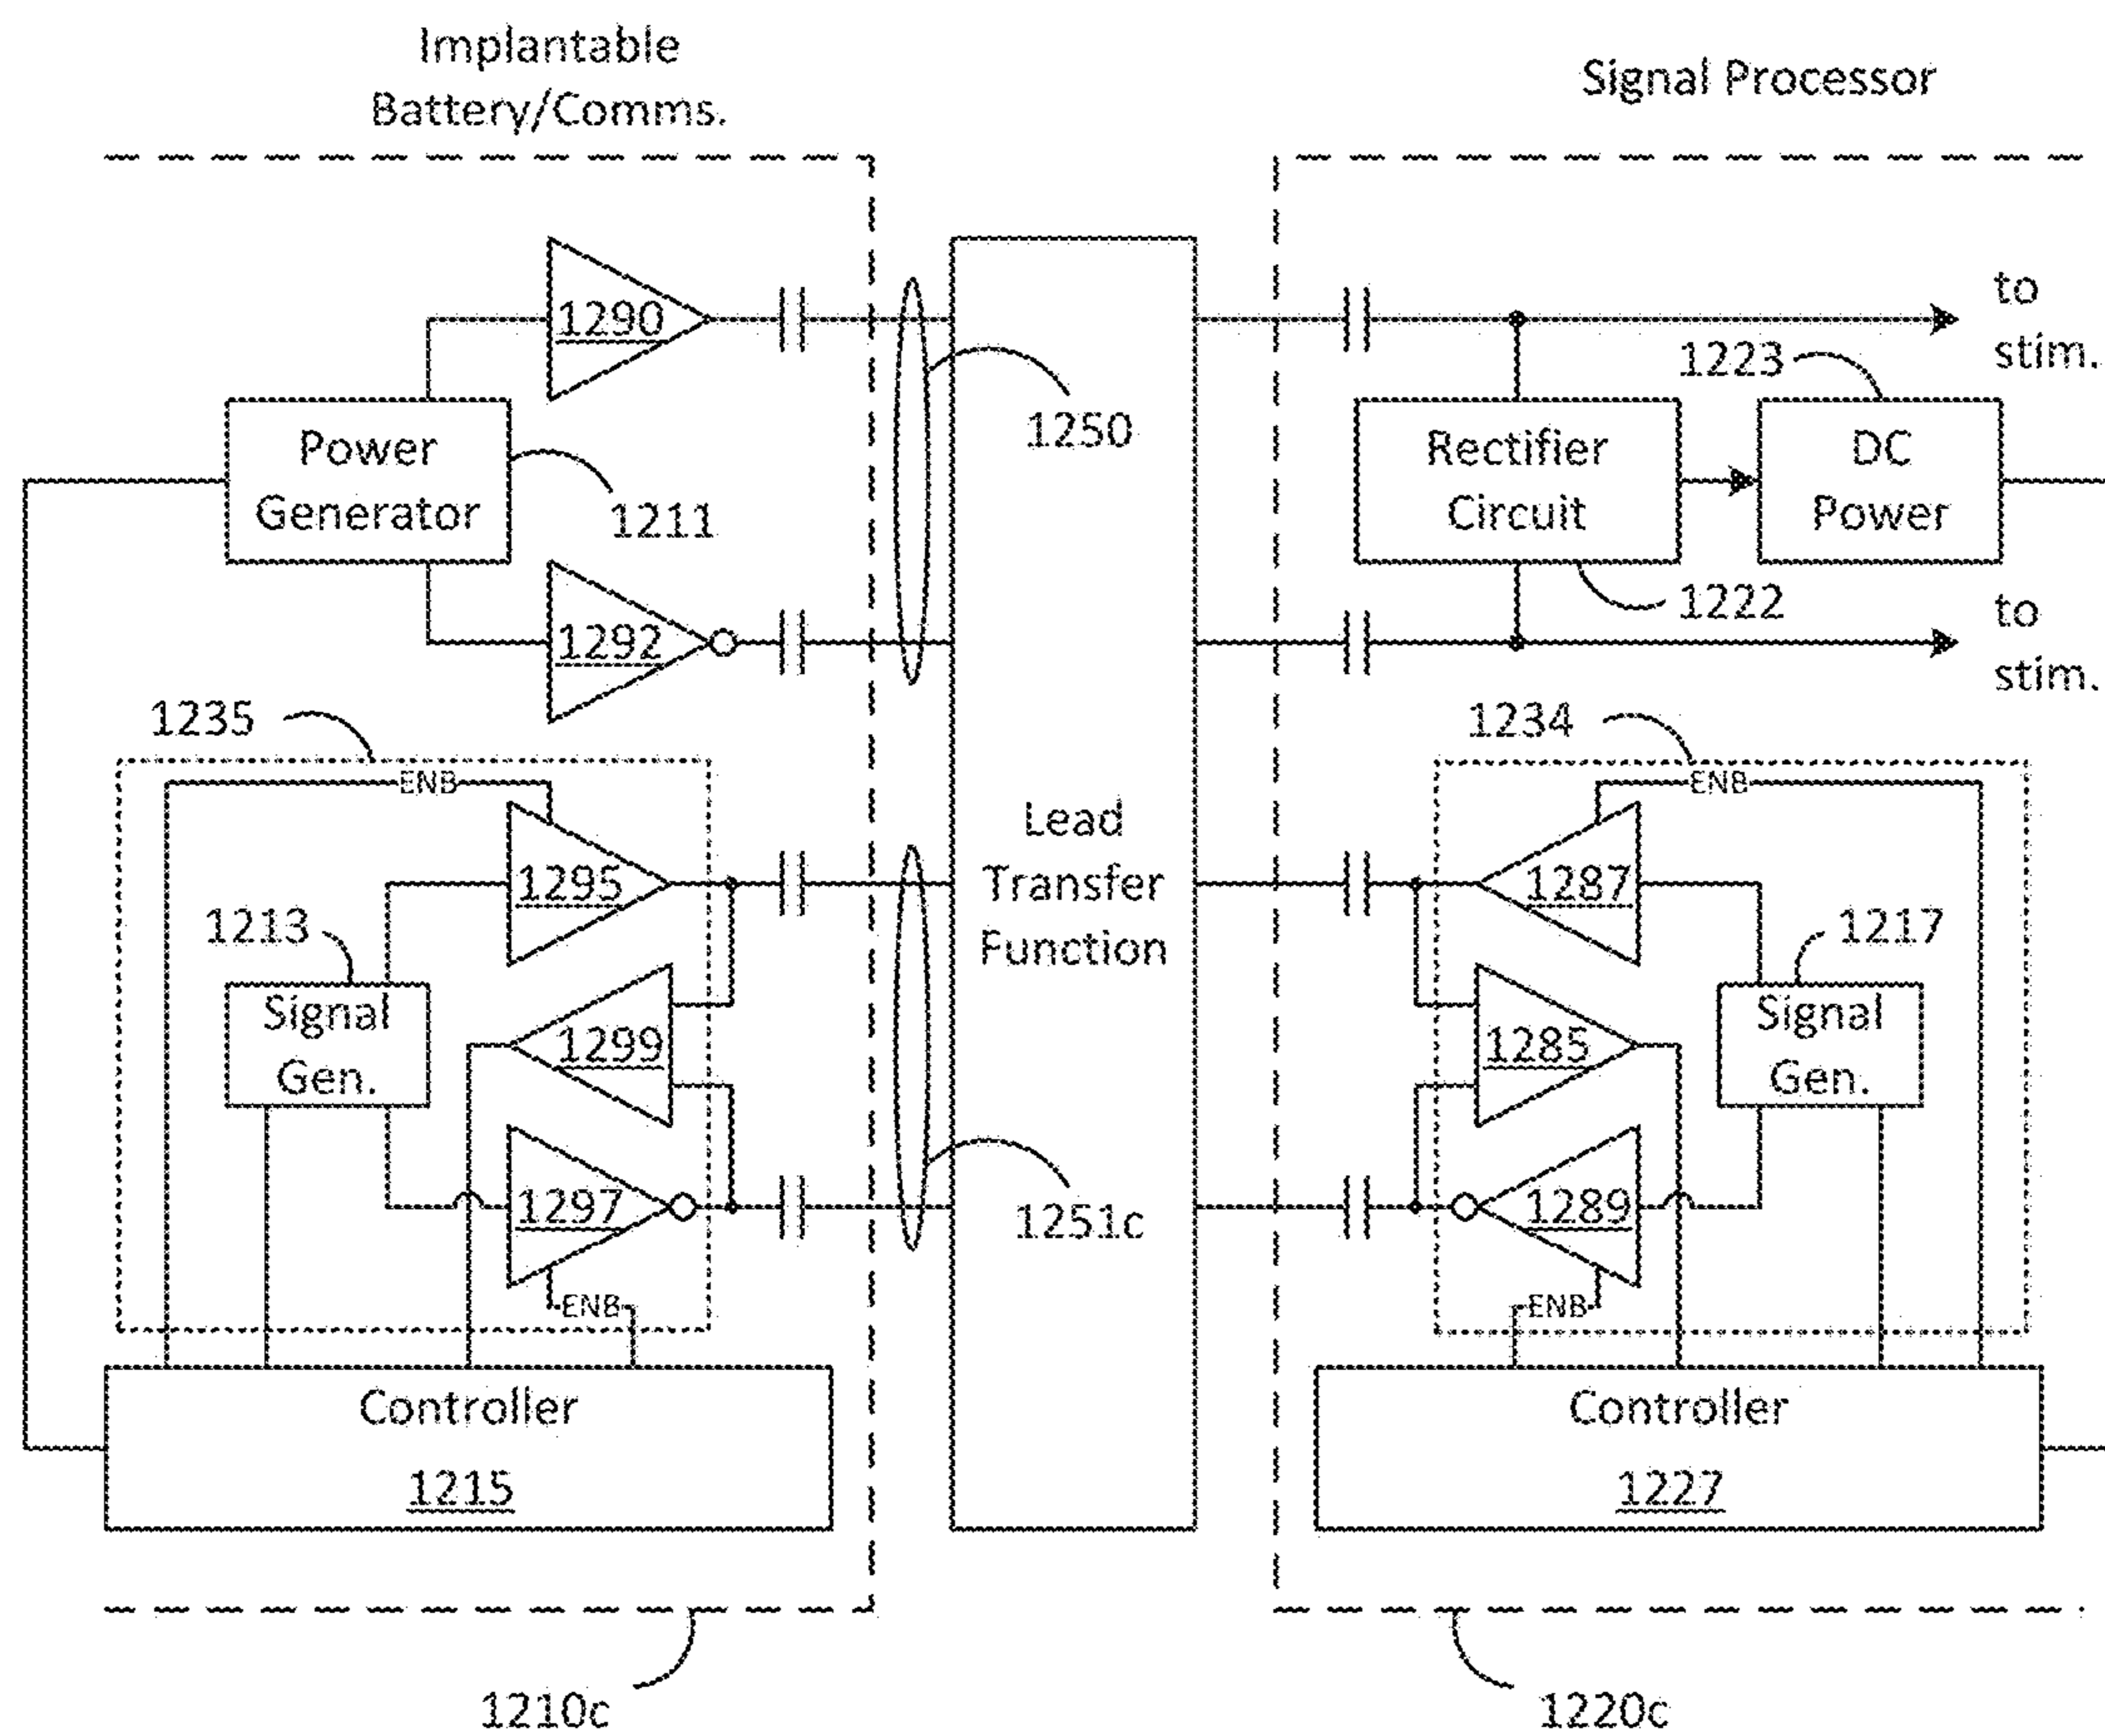 Implantable
Battery/Comms.
Signal Processor
1290
to
stim.
1223
1250
Power
Generator
1211
Rectifier
Circuit
DC
Power
1222
1292
to
stim.
1235
1234
ENB
ENB
1295
Lead
Transfer
Function
1287
1213
1217
Signal
Gen.
1299
1285
Signal
Gen.
1297
1251c
1289
ENB
ENB
Controller
1215
Controller
1227
1210c
1220c